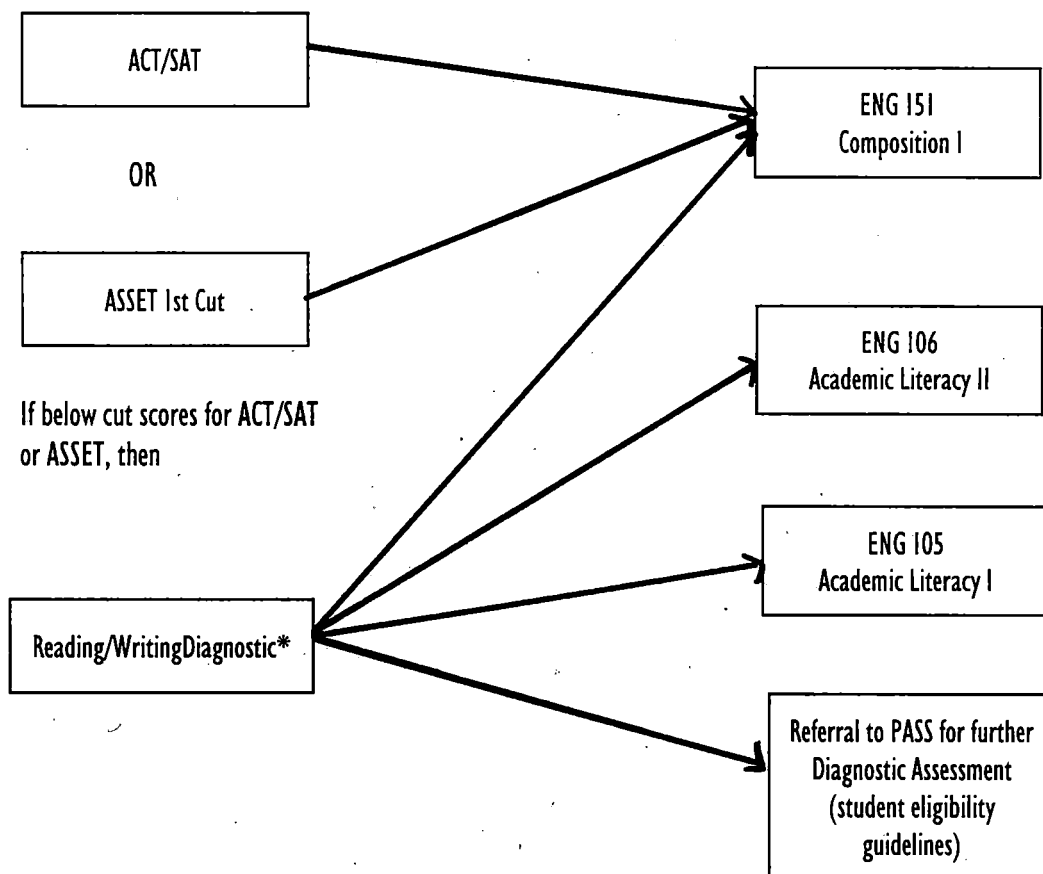 ACT/SAT
OR
ASSET 1st Cut
If below cut scores for ACT/SAT
or ASSET, then
Reading/WritingDiagnostic*
ENG 151
Composition I
ENG 106
Academic Literacy II
ENG 105
Academic Literacy I
Referral to PASS for further
Diagnostic Assessment
(student eligibility
guidelines)